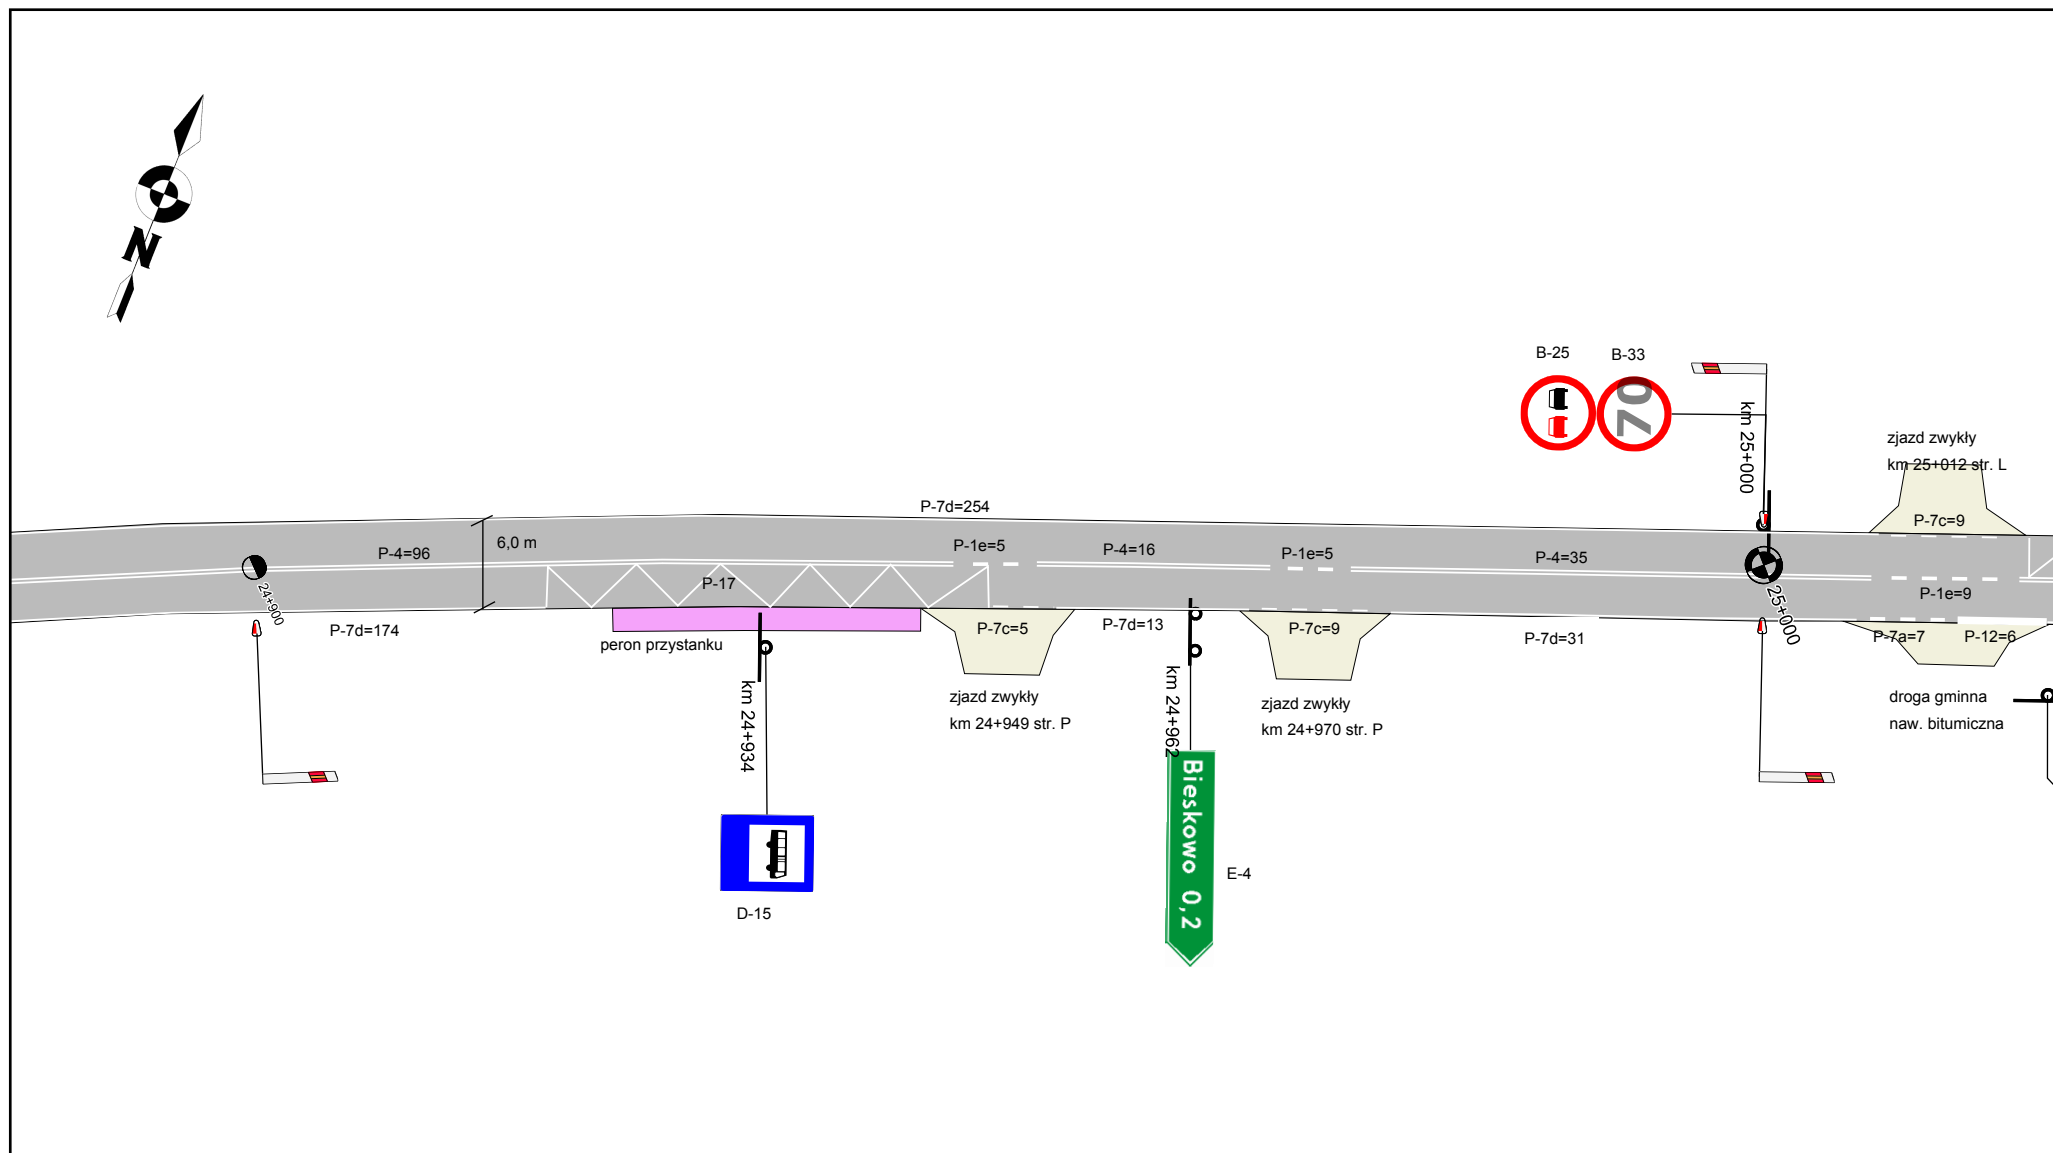 N
B-25
B-33
70
km 25+000
zjazd zwykły
km 25+012 str. L
P-7d=254
P-7c=9
6,0 m
P-4=96
P-1e=5
P-4=16
P-1e=5
P-4=35
P-17
P-1e=9
24+900
25+000
P-7d=174
peron przystanku
P-7c=5
P-7d=13
P-7c=9
P-7d=31
P-7a=7
P-12=6
km 24+934
zjazd zwykły
km 24+949 str. P
km 24+962
zjazd zwykły
km 24+970 str. P
droga gminna
naw. bitumiczna
Bieskowo 0,2
E-4
D-15